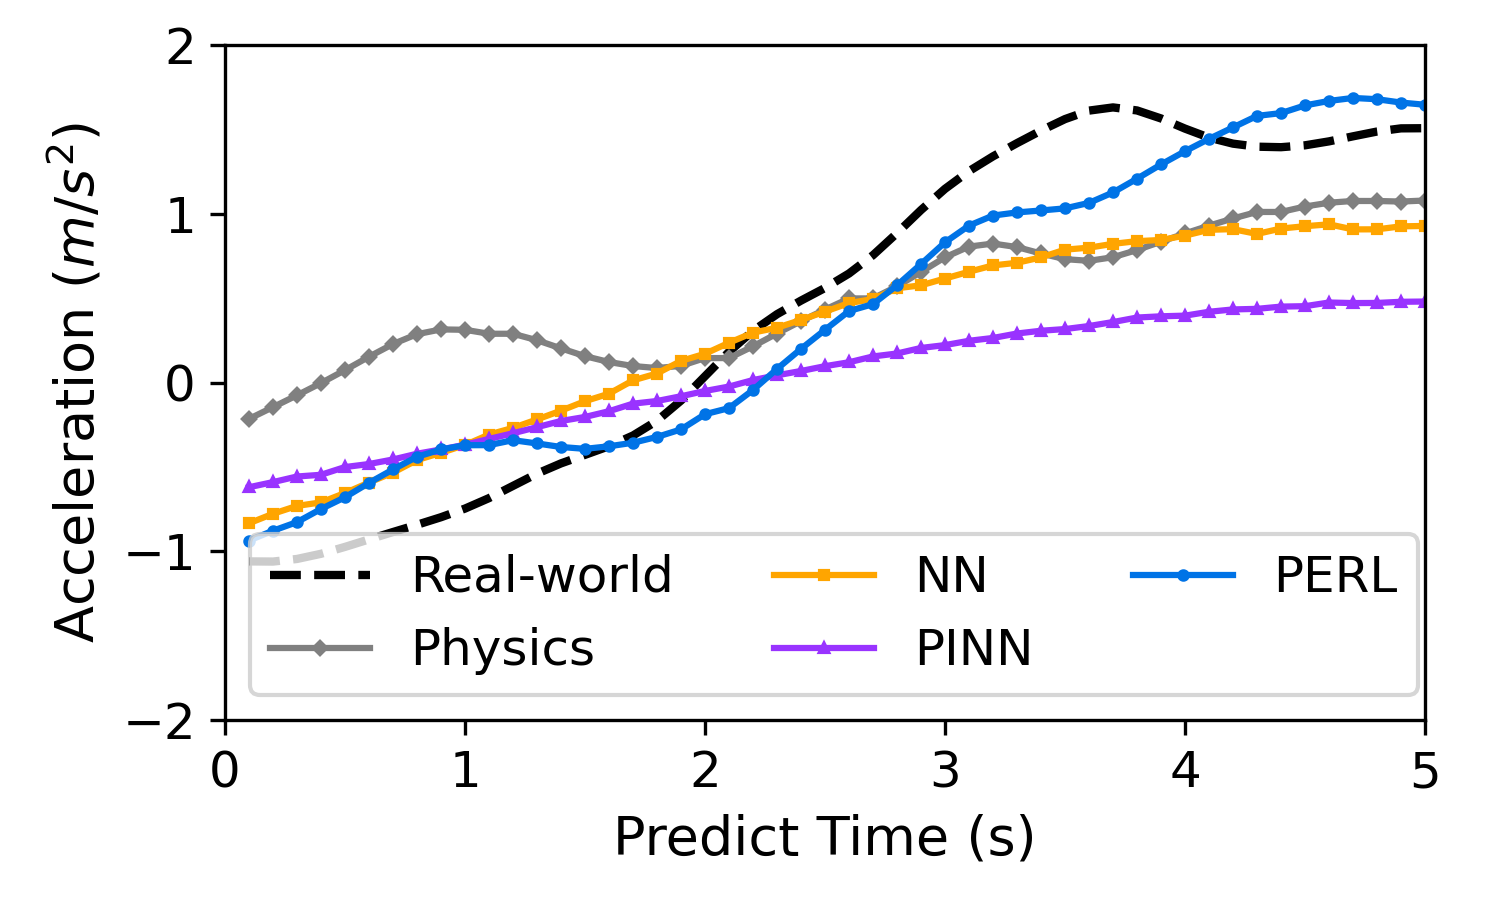 2
1
0
−1
−2
Acceleration (m/s²)
Real-world
NN
PERL
Physics
PINN
0 1 2 3 4 5
Predict Time (s)